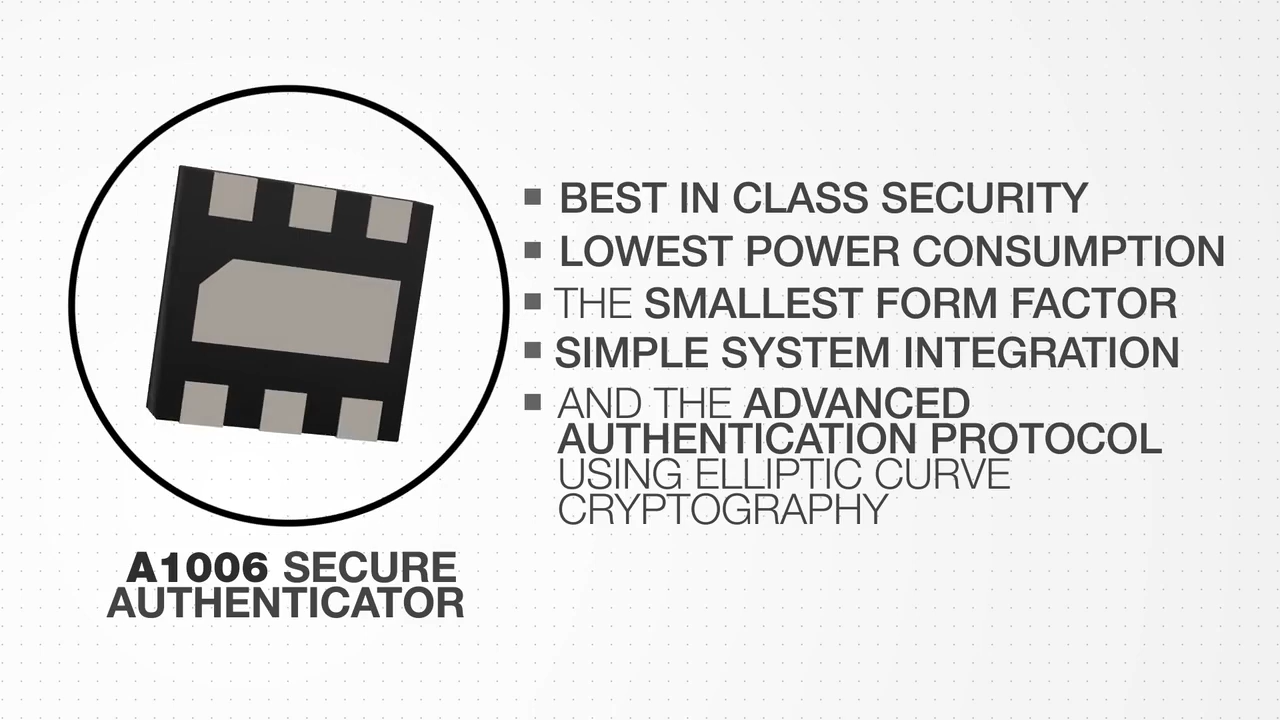 BEST IN CLASS SECURITY
LOWEST POWER CONSUMPTION
THE SMALLEST FORM FACTOR
SIMPLE SYSTEM INTEGRATION
AND THE ADVANCED
AUTHENTICATION PROTOCOL
USING ELLIPTIC CURVE
CRYPTOGRAPHY
A1006 SECURE
AUTHENTICATOR